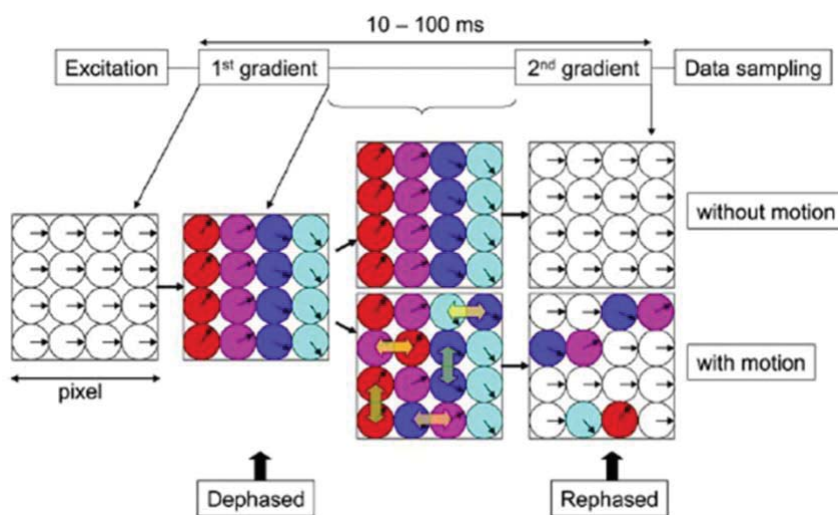 10 – 100 ms
Excitation
1st gradient
2nd gradient
Data sampling
without motion
with motion
pixel
Dephased
Rephased